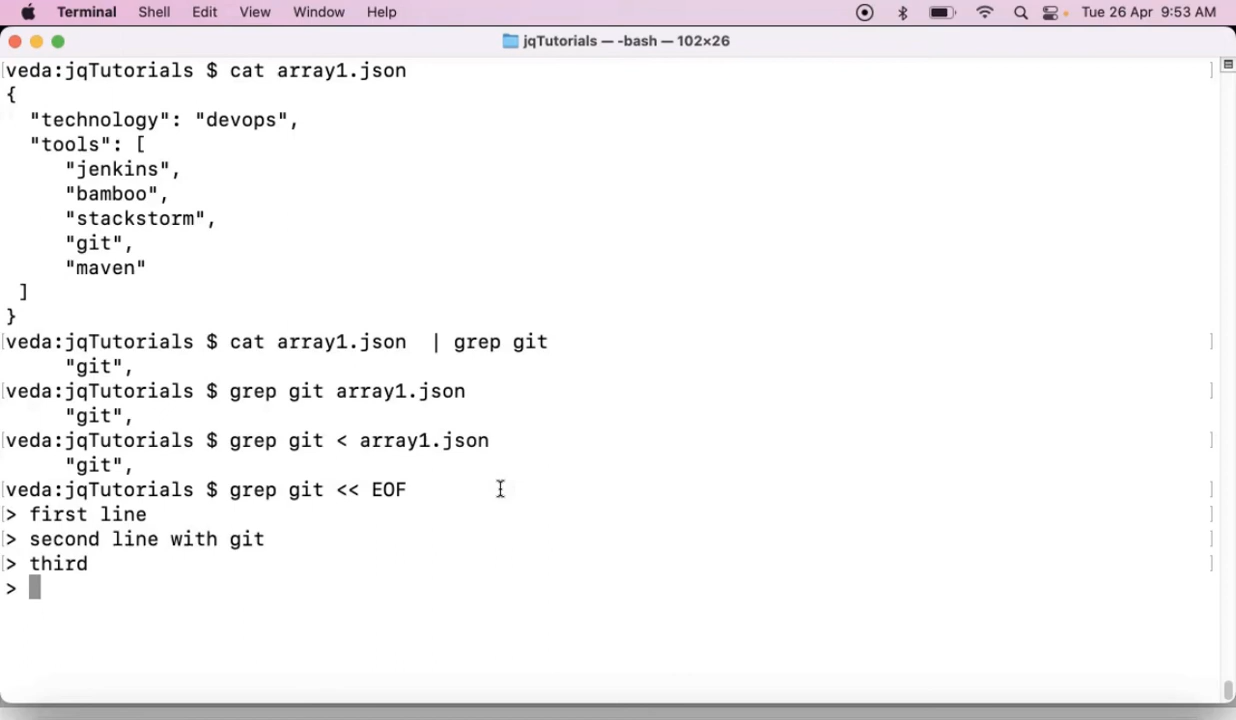 Terminal Shell Edit View Window Help Tue 26 Apr 9:53 AM
jqTutorials — -bash — 102×26
veda:jqTutorials $ cat array1.json
{
  "technology": "devops",
  "tools": [
     "jenkins",
     "bamboo",
     "stackstorm",
     "git",
     "maven"
 ]
}
veda:jqTutorials $ cat array1.json  | grep git
     "git",
veda:jqTutorials $ grep git array1.json
     "git",
veda:jqTutorials $ grep git < array1.json
     "git",
veda:jqTutorials $ grep git << EOF
> first line
> second line with git
> third
>